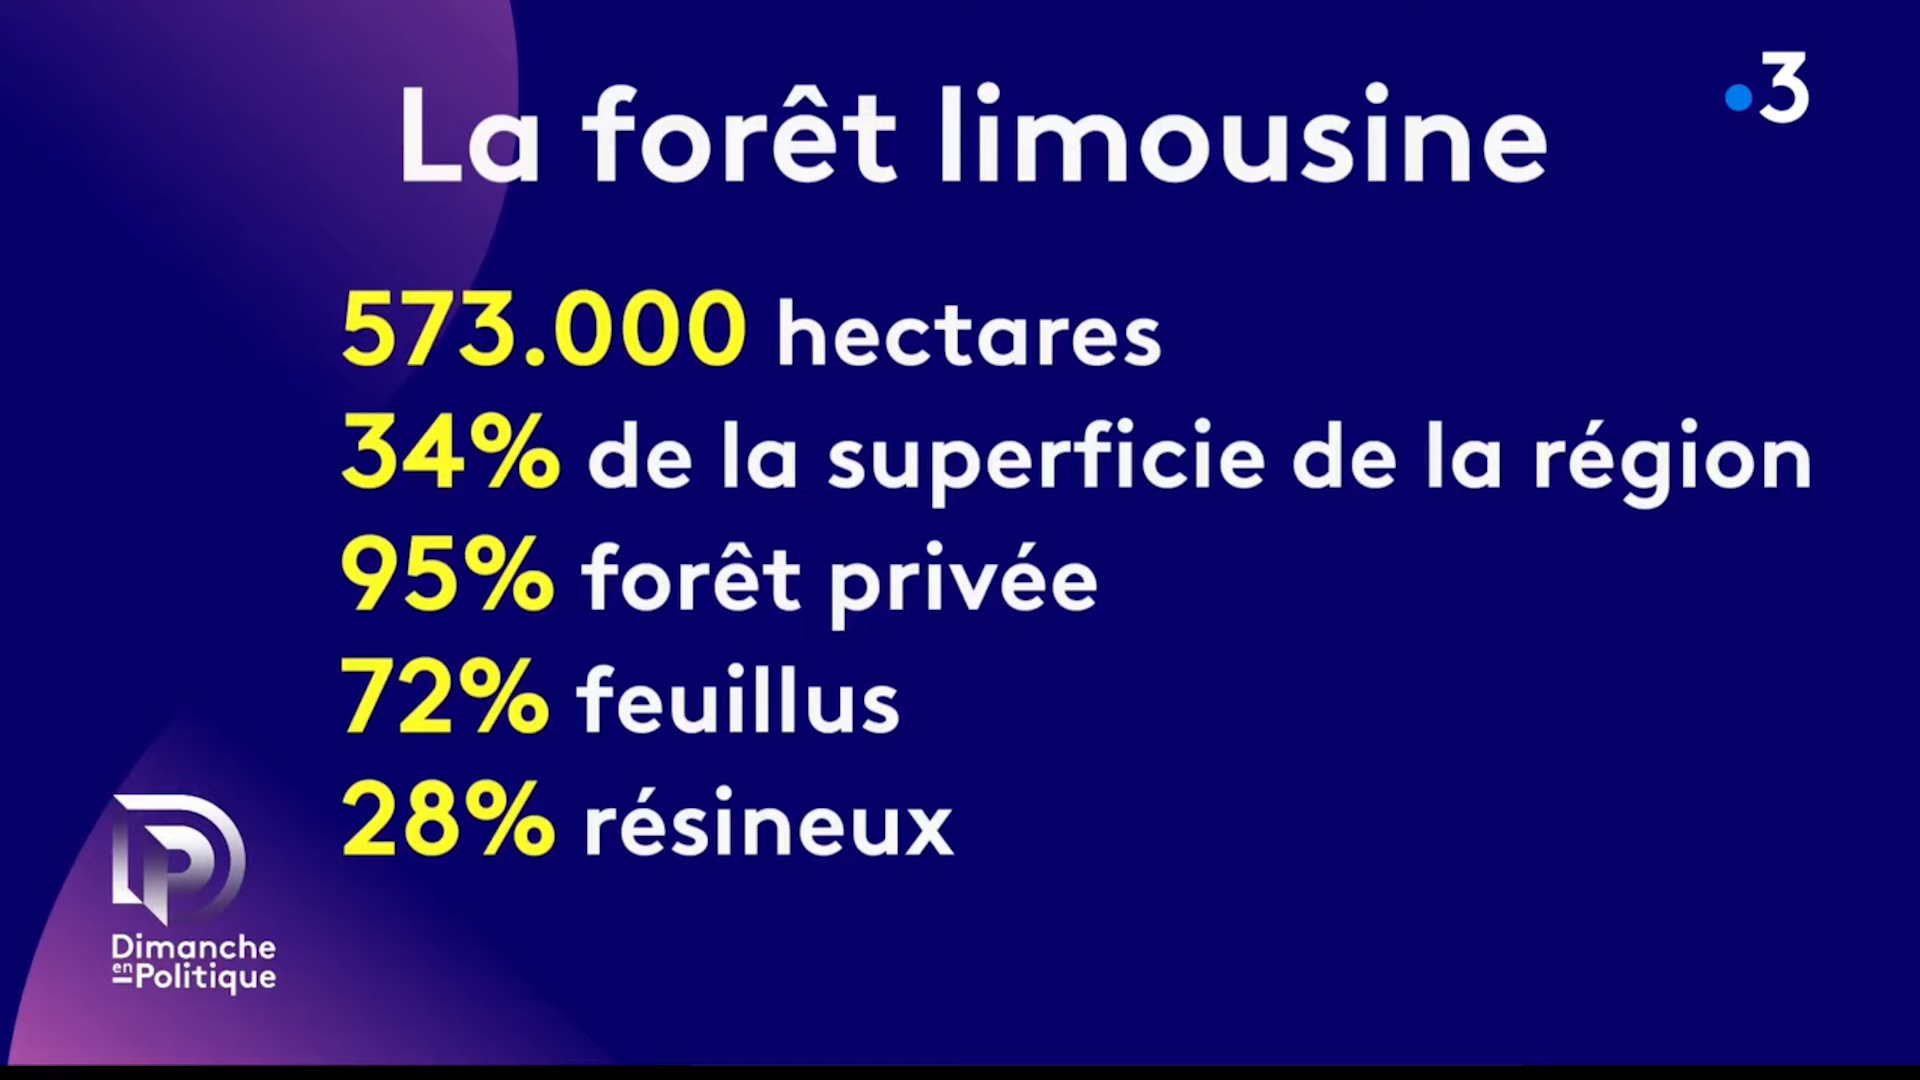 La forêt limousine
3
573.000 hectares
34% de la superficie de la région
95% forêt privée
72% feuillus
28% résineux
DP
Dimanche
en Politique